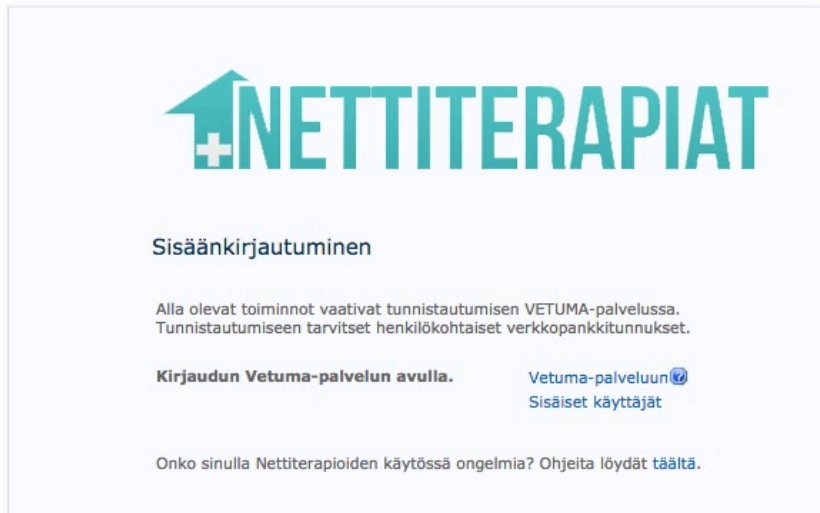 NETTITERAPIAT
Sisäänkirjautuminen
Alla olevat toiminnot vaativat tunnistautumisen VETUMA-palvelussa.
Tunnistautumiseen tarvitset henkilökohtaiset verkkopankkitunnukset.
Kirjaudun Vetuma-palvelun avulla. Vetuma-palveluun ?
Sisäiset käyttäjät
Onko sinulla Nettiterapioiden käytössä ongelmia? Ohjeita löydät täältä.